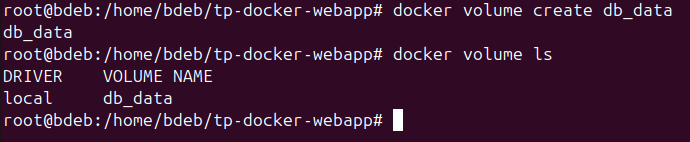 root@bdeb:/home/bdeb/tp-docker-webapp# docker volume create db_data
db_data
root@bdeb:/home/bdeb/tp-docker-webapp# docker volume ls
DRIVER    VOLUME NAME
local     db_data
root@bdeb:/home/bdeb/tp-docker-webapp#